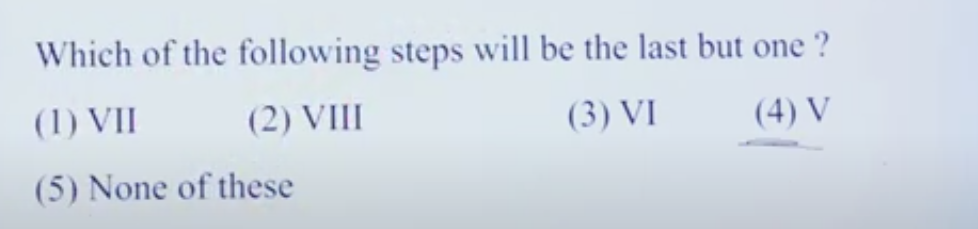 Which of the following steps will be the last but one ?
(1) VII (2) VIII (3) VI (4) V
(5) None of these